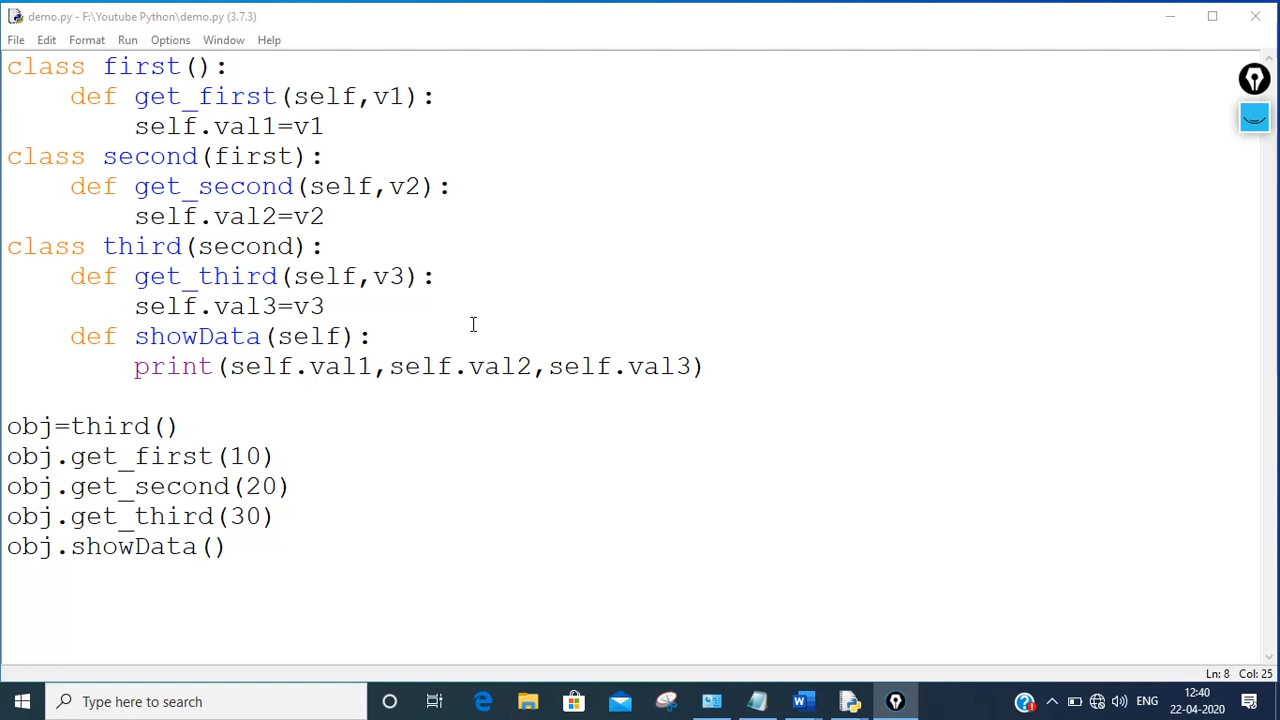 demo.py - F:\Youtube Python\demo.py (3.7.3)
File Edit Format Run Options Window Help
class first():
    def get_first(self,v1):
        self.val1=v1
class second(first):
    def get_second(self,v2):
        self.val2=v2
class third(second):
    def get_third(self,v3):
        self.val3=v3
    def showData(self):
        print(self.val1,self.val2,self.val3)
obj=third()
obj.get_first(10)
obj.get_second(20)
obj.get_third(30)
obj.showData()
Ln: 8 Col: 25
Type here to search
ENG
12:40
22-04-2020